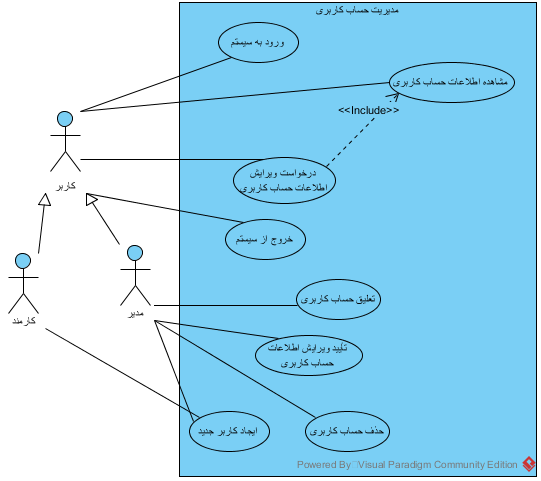 مدیریت حساب کاربری
ورود به سیستم
مشاهده اطلاعات حساب کاربری
<<Include>>
درخواست ویرایش
اطلاعات حساب کاربری
کاربر
خروج از سیستم
کارمند
مدیر
تعلیق حساب کاربری
تأیید ویرایش اطلاعات
حساب کاربری
ایجاد کاربر جدید
حذف حساب کاربری
Powered By Visual Paradigm Community Edition